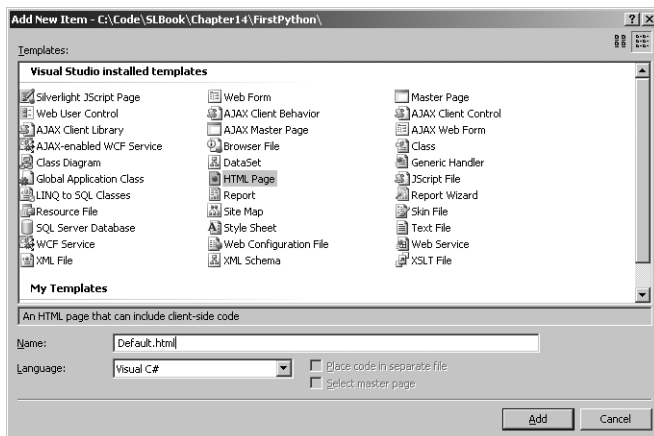 Add New Item - C:\Code\SLBook\Chapter14\FirstPython\
Templates:
Visual Studio installed templates
Silverlight JScript Page Web Form Master Page
Web User Control AJAX Client Behavior AJAX Client Control
AJAX Client Library AJAX Master Page AJAX Web Form
AJAX-enabled WCF Service Browser File Class
Class Diagram DataSet Generic Handler
Global Application Class HTML Page JScript File
LINQ to SQL Classes Report Report Wizard
Resource File Site Map Skin File
SQL Server Database Style Sheet Text File
WCF Service Web Configuration File Web Service
XML File XML Schema XSLT File
My Templates
An HTML page that can include client-side code
Name: Default.html
Language: Visual C# Place code in separate file
Select master page
Add Cancel